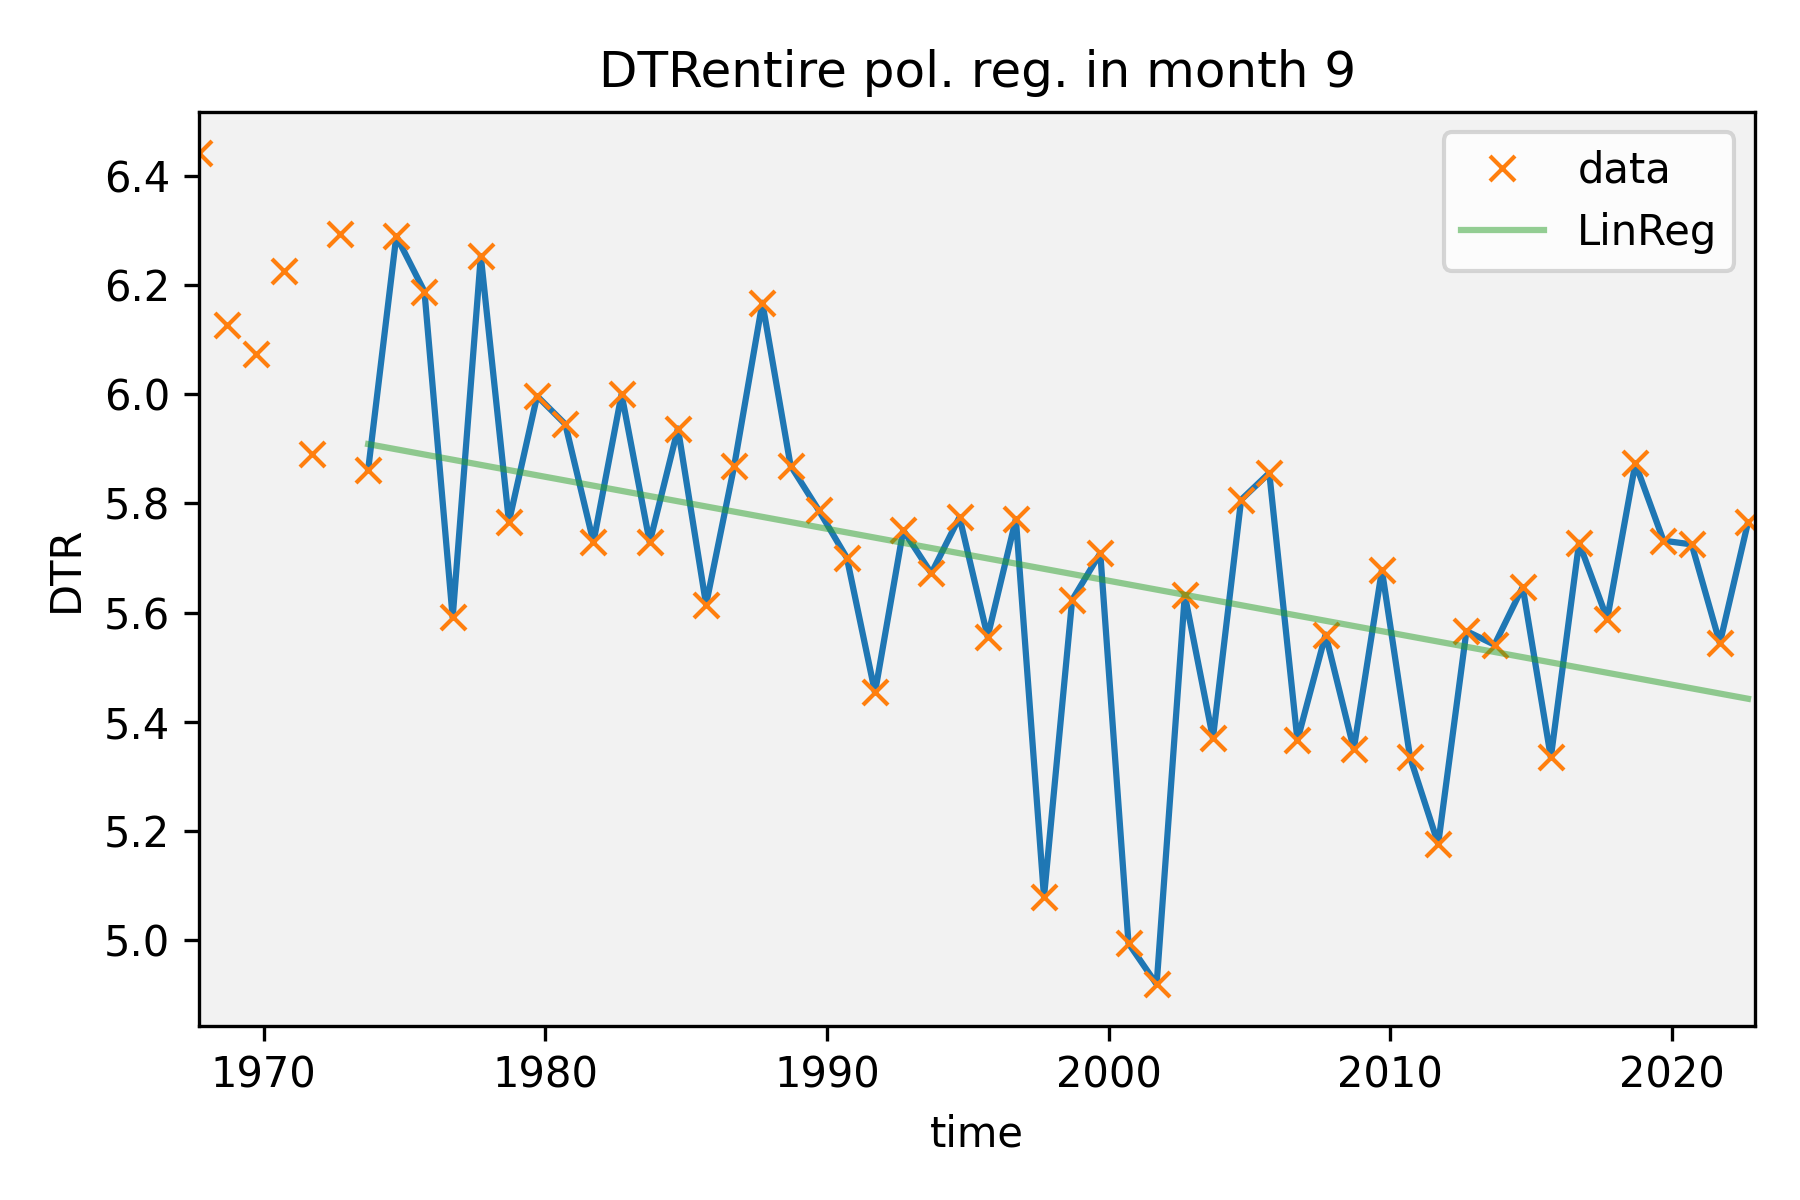 DTRentire pol. reg. in month 9
data
LinReg
6.4
6.2
6.0
5.8
5.6
5.4
5.2
5.0
DTR
1970 1980 1990 2000 2010 2020
time